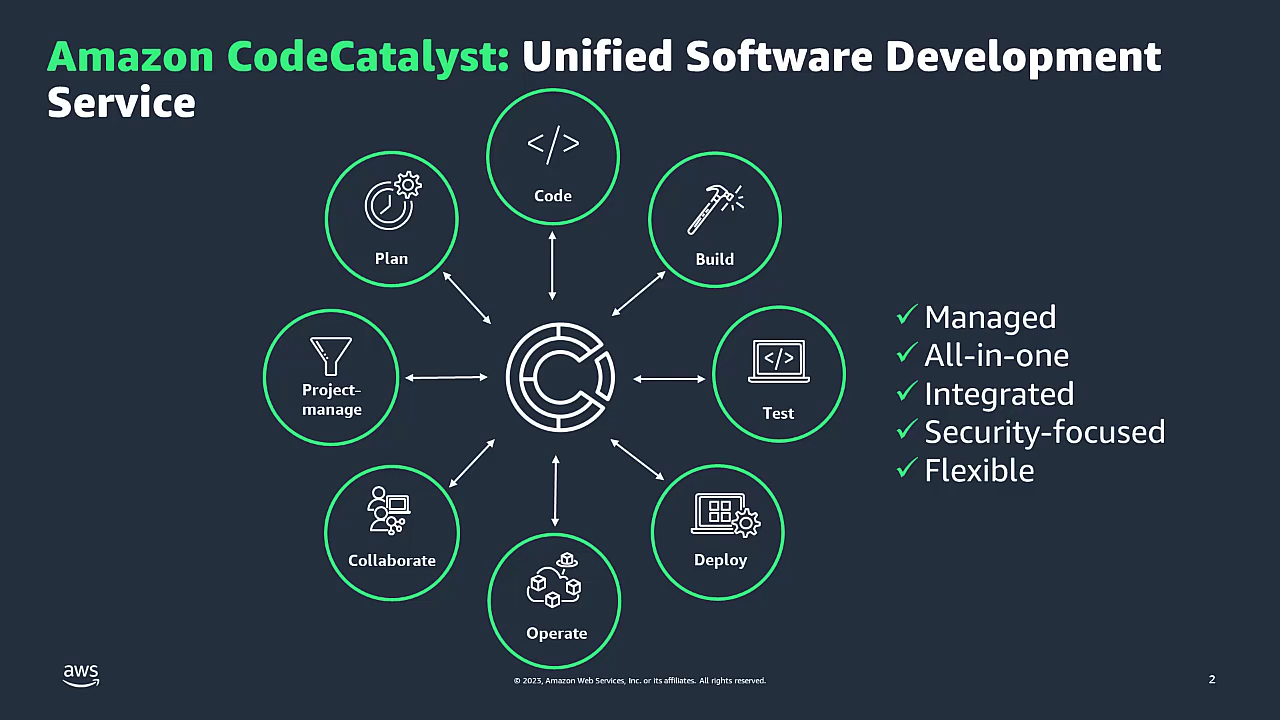 Amazon CodeCatalyst: Unified Software Development
Service
</>
Code
Plan
Build
Project-
manage
</>
Test
Collaborate
Deploy
Operate
✓ Managed
✓ All-in-one
✓ Integrated
✓ Security-focused
✓ Flexible
aws
© 2023, Amazon Web Services, Inc. or its affiliates. All rights reserved.
2